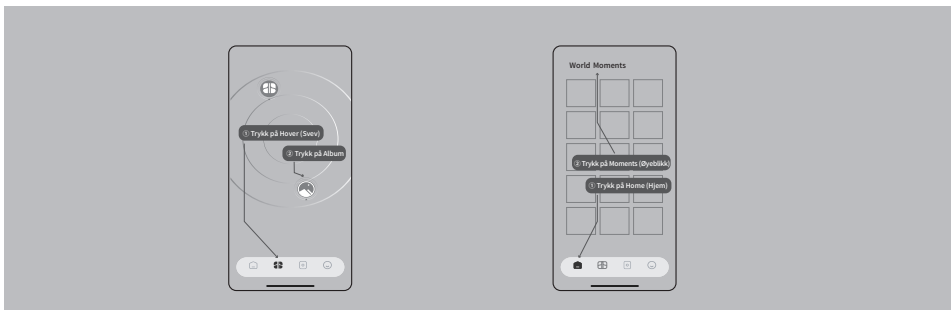 ① Trykk på Hover (Svev)
② Trykk på Album
World Moments
② Trykk på Moments (Øyeblikk)
① Trykk på Home (Hjem)